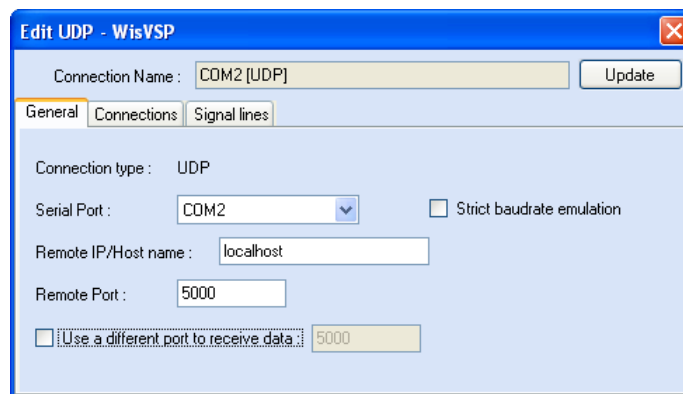 Edit UDP - WisVSP
Connection Name : COM2 [UDP] Update
General Connections Signal lines
Connection type : UDP
Serial Port : COM2 Strict baudrate emulation
Remote IP/Host name : localhost
Remote Port : 5000
Use a different port to receive data : 5000